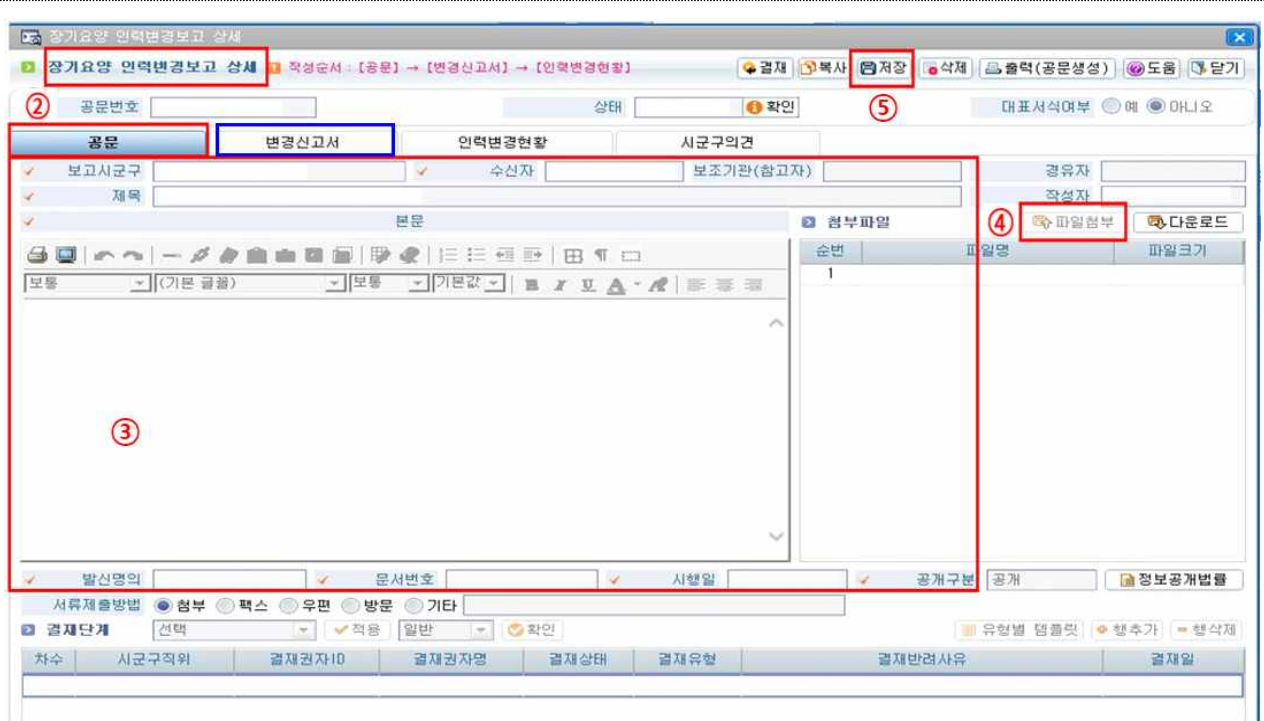 장기요양 인력변경보고 상세
장기요양 인력변경보고 상세 작성순서 : [공문] → [변경신고서] → [인력변경현황] 결재 복사 저장 삭제 출력(공문생성) 도움 닫기
② 공문번호 상태 확인 ⑤ 대표서식여부 예 아니오
공문 변경신고서 인력변경현황 시군구의견
보고시군구 수신자 보조기관(참고자) 경유자
제목 작성자
본문 첨부파일 ④ 파일첨부 다운로드
순번 파일명 파일크기
1
보통 (기본 글꼴) 보통 기본값
③
발신명의 문서번호 시행일 공개구분 공개 정보공개법률
서류제출방법 첨부 팩스 우편 방문 기타
결재단계 선택 적용 일반 확인 유형별 템플릿 행추가 행삭제
차수 시군구직위 결재권자ID 결재권자명 결재상태 결재유형 결재반려사유 결재일